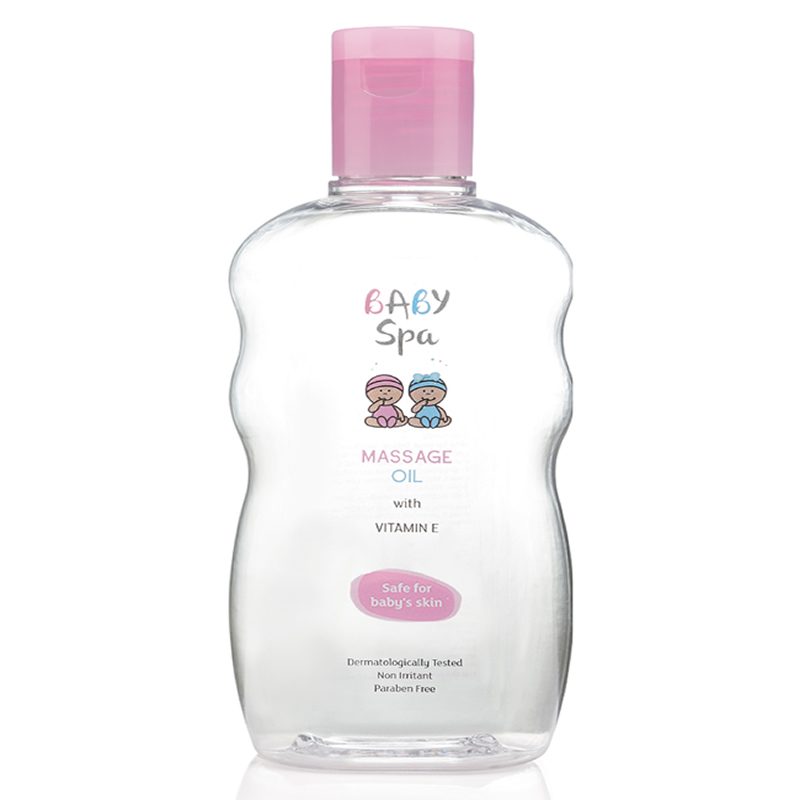 BABY
Spa
MASSAGE
OIL
with
VITAMIN E
Safe for
baby's skin
Dermatologically Tested
Non Irritant
Paraben Free